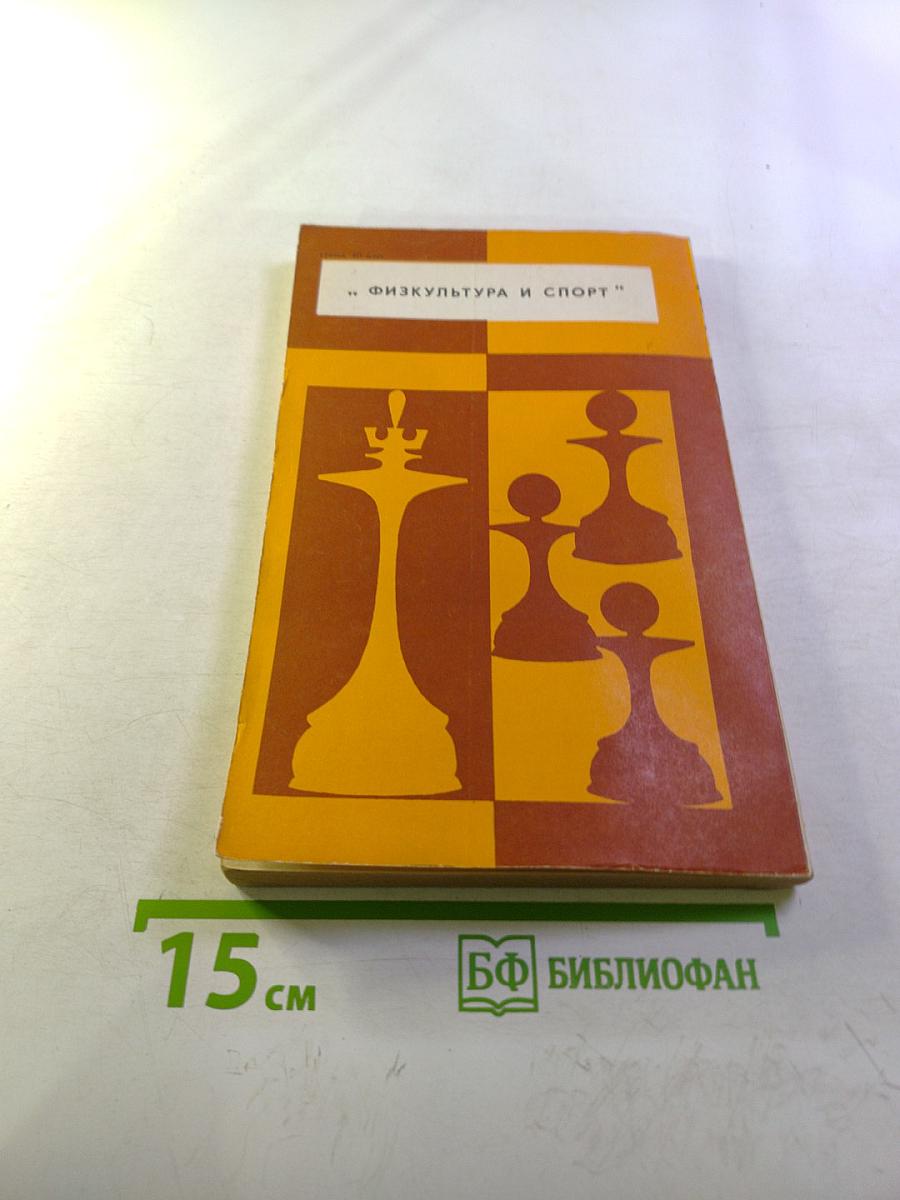 „ ФИЗКУЛЬТУРА И СПОРТ "
15 см
БФ БИБЛИОФАН